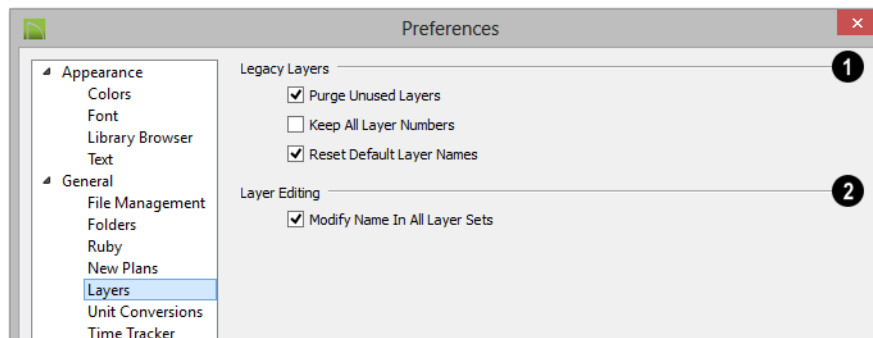 Preferences
Appearance
Colors
Font
Library Browser
Text
General
File Management
Folders
Ruby
New Plans
Layers
Unit Conversions
Time Tracker
Legacy Layers
1
Purge Unused Layers
Keep All Layer Numbers
Reset Default Layer Names
Layer Editing
2
Modify Name In All Layer Sets